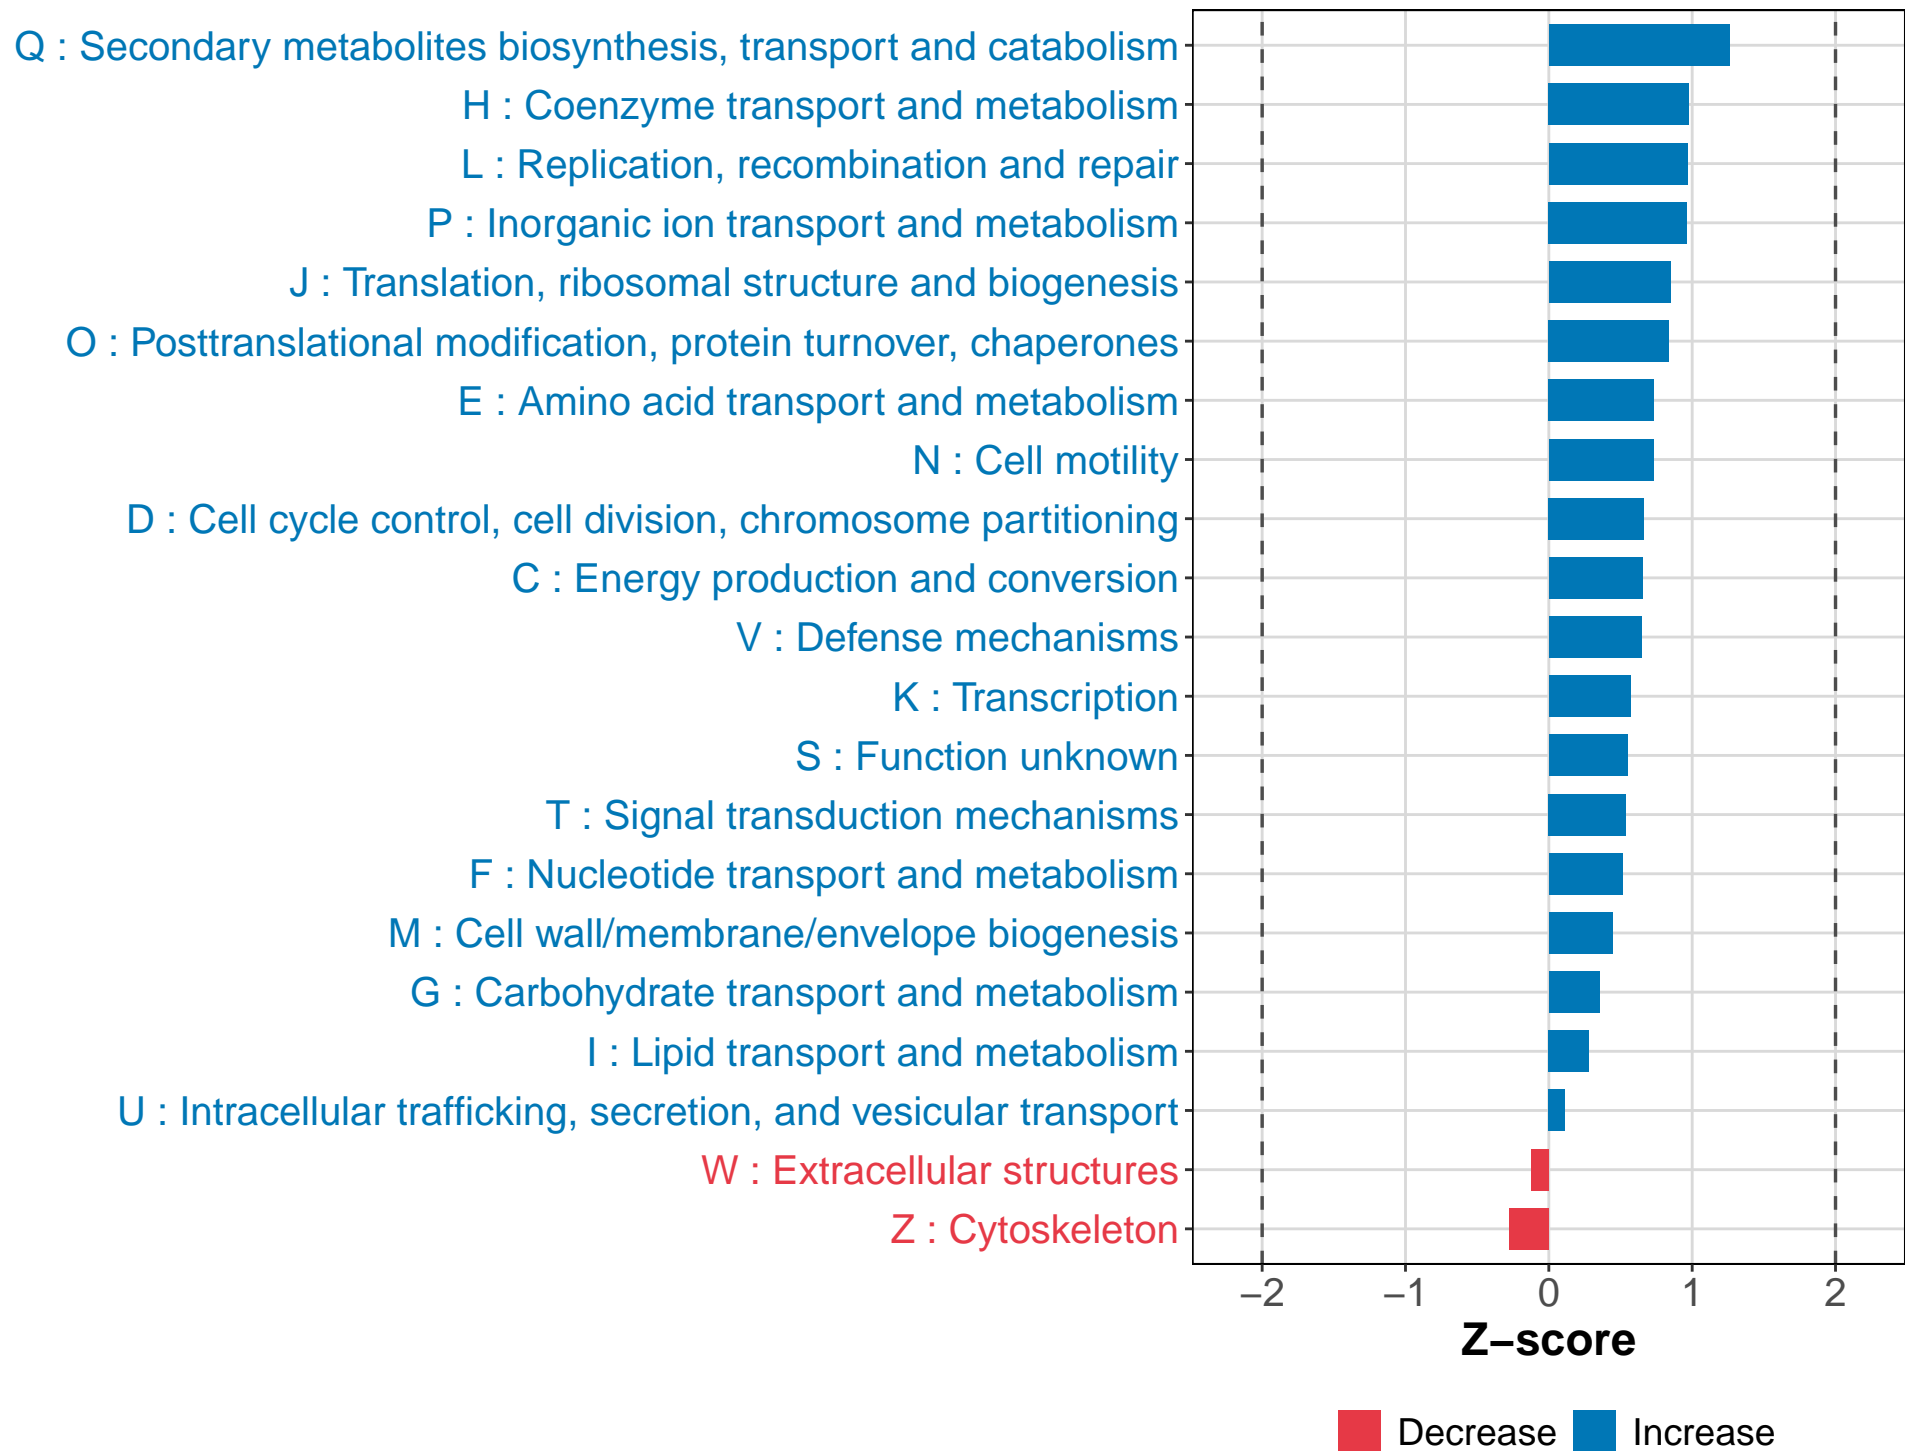 Q : Secondary metabolites biosynthesis, transport and catabolism
H : Coenzyme transport and metabolism
L : Replication, recombination and repair
P : Inorganic ion transport and metabolism
J : Translation, ribosomal structure and biogenesis
O : Posttranslational modification, protein turnover, chaperones
E : Amino acid transport and metabolism
N : Cell motility
D : Cell cycle control, cell division, chromosome partitioning
C : Energy production and conversion
V : Defense mechanisms
K : Transcription
S : Function unknown
T : Signal transduction mechanisms
F : Nucleotide transport and metabolism
M : Cell wall/membrane/envelope biogenesis
G : Carbohydrate transport and metabolism
I : Lipid transport and metabolism
U : Intracellular trafficking, secretion, and vesicular transport
W : Extracellular structures
Z : Cytoskeleton
−2 −1 0 1 2
Z−score
Decrease Increase